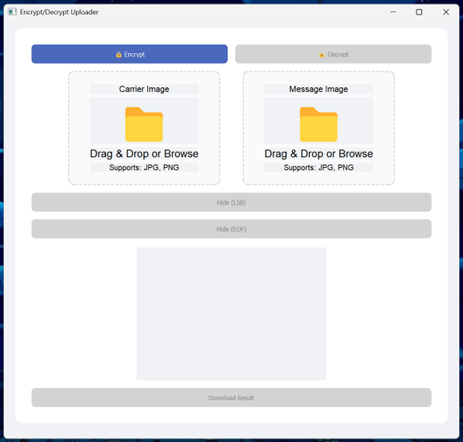 Encrypt/Decrypt Uploader
Encrypt
Decrypt
Carrier Image
Drag & Drop or Browse
Supports: JPG, PNG
Message Image
Drag & Drop or Browse
Supports: JPG, PNG
Hide (LSB)
Hide (EOF)
Download Result